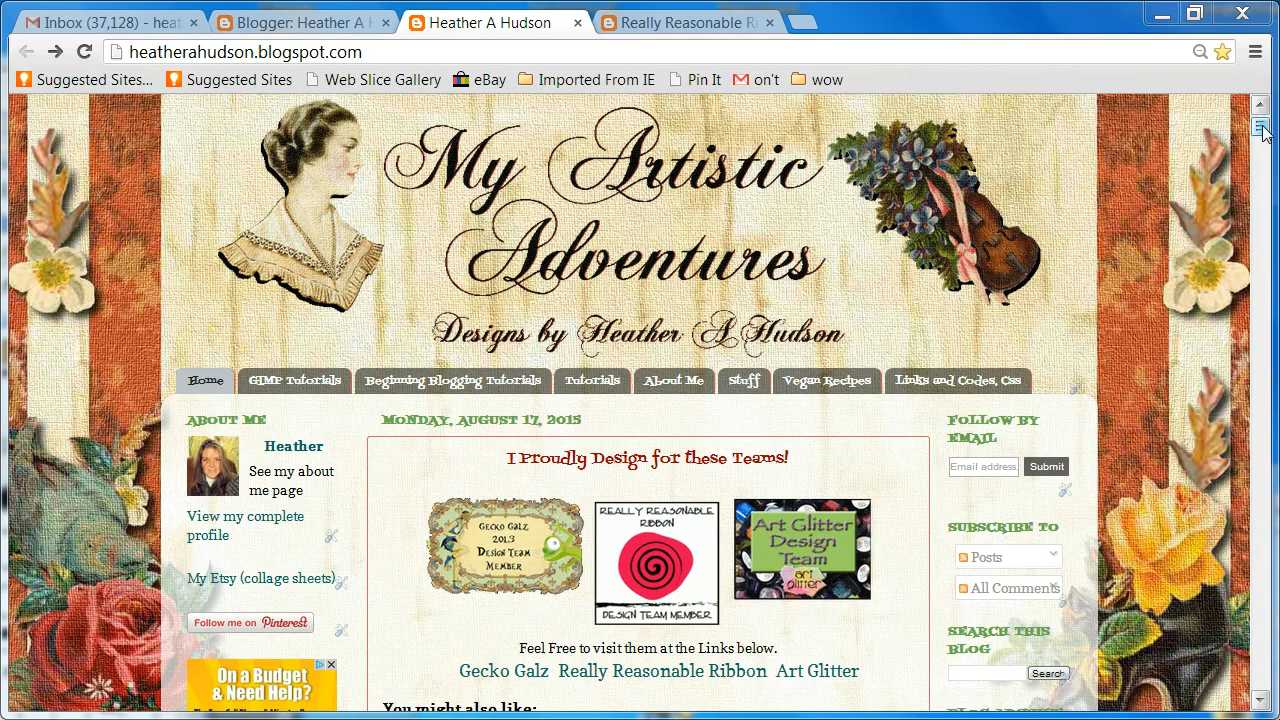 Inbox (37,128) - heat
Blogger: Heather A H
Heather A Hudson
Really Reasonable Ri
heatherahudson.blogspot.com
Suggested Sites...
Suggested Sites
Web Slice Gallery
eBay
Imported From IE
Pin It
on't
wow
My Artistic
Adventures
Designs by Heather A Hudson
Home
GIMP Tutorials
Beginning Blogging Tutorials
Tutorials
About Me
Stuff
Vegan Recipes
Links and Codes, Css
ABOUT ME
Heather
See my about
me page
View my complete
profile
My Etsy (collage sheets)
Follow me on Pinterest
On a Budget
& Need Help?
MONDAY, AUGUST 17, 2015
I Proudly Design for these Teams!
GECKO GALZ
2013
DESIGN TEAM
MEMBER
REALLY REASONABLE
RIBBON
DESIGN TEAM MEMBER
Art Glitter
Design
Team
art
glitter
Feel Free to visit them at the Links below.
Gecko Galz Really Reasonable Ribbon Art Glitter
You might also like:
FOLLOW BY
EMAIL
Email address.
Submit
SUBSCRIBE TO
Posts
All Comments
SEARCH THIS
BLOG
Search